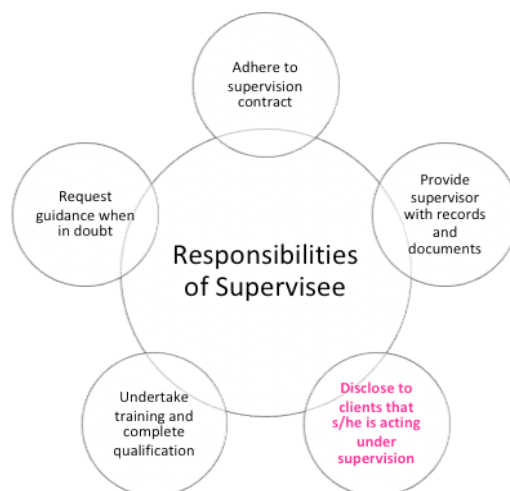 Adhere to
supervision
contract
Request
guidance when
in doubt
Provide
supervisor
with records
and
documents
Responsibilities
of Supervisee
Undertake
training and
complete
qualification
Disclose to
clients that
s/he is acting
under
supervision